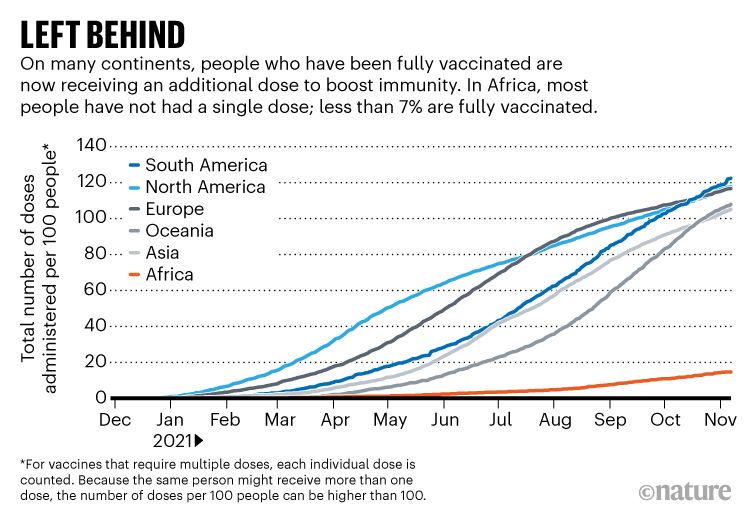 LEFT BEHIND
On many continents, people who have been fully vaccinated are
now receiving an additional dose to boost immunity. In Africa, most
people have not had a single dose; less than 7% are fully vaccinated.
Total number of doses
administered per 100 people*
140
120
100
80
60
40
20
0
South America
North America
Europe
Oceania
Asia
Africa
Dec Jan Feb Mar Apr May Jun Jul Aug Sep Oct Nov
2021
*For vaccines that require multiple doses, each individual dose is
counted. Because the same person might receive more than one
dose, the number of doses per 100 people can be higher than 100.
©nature